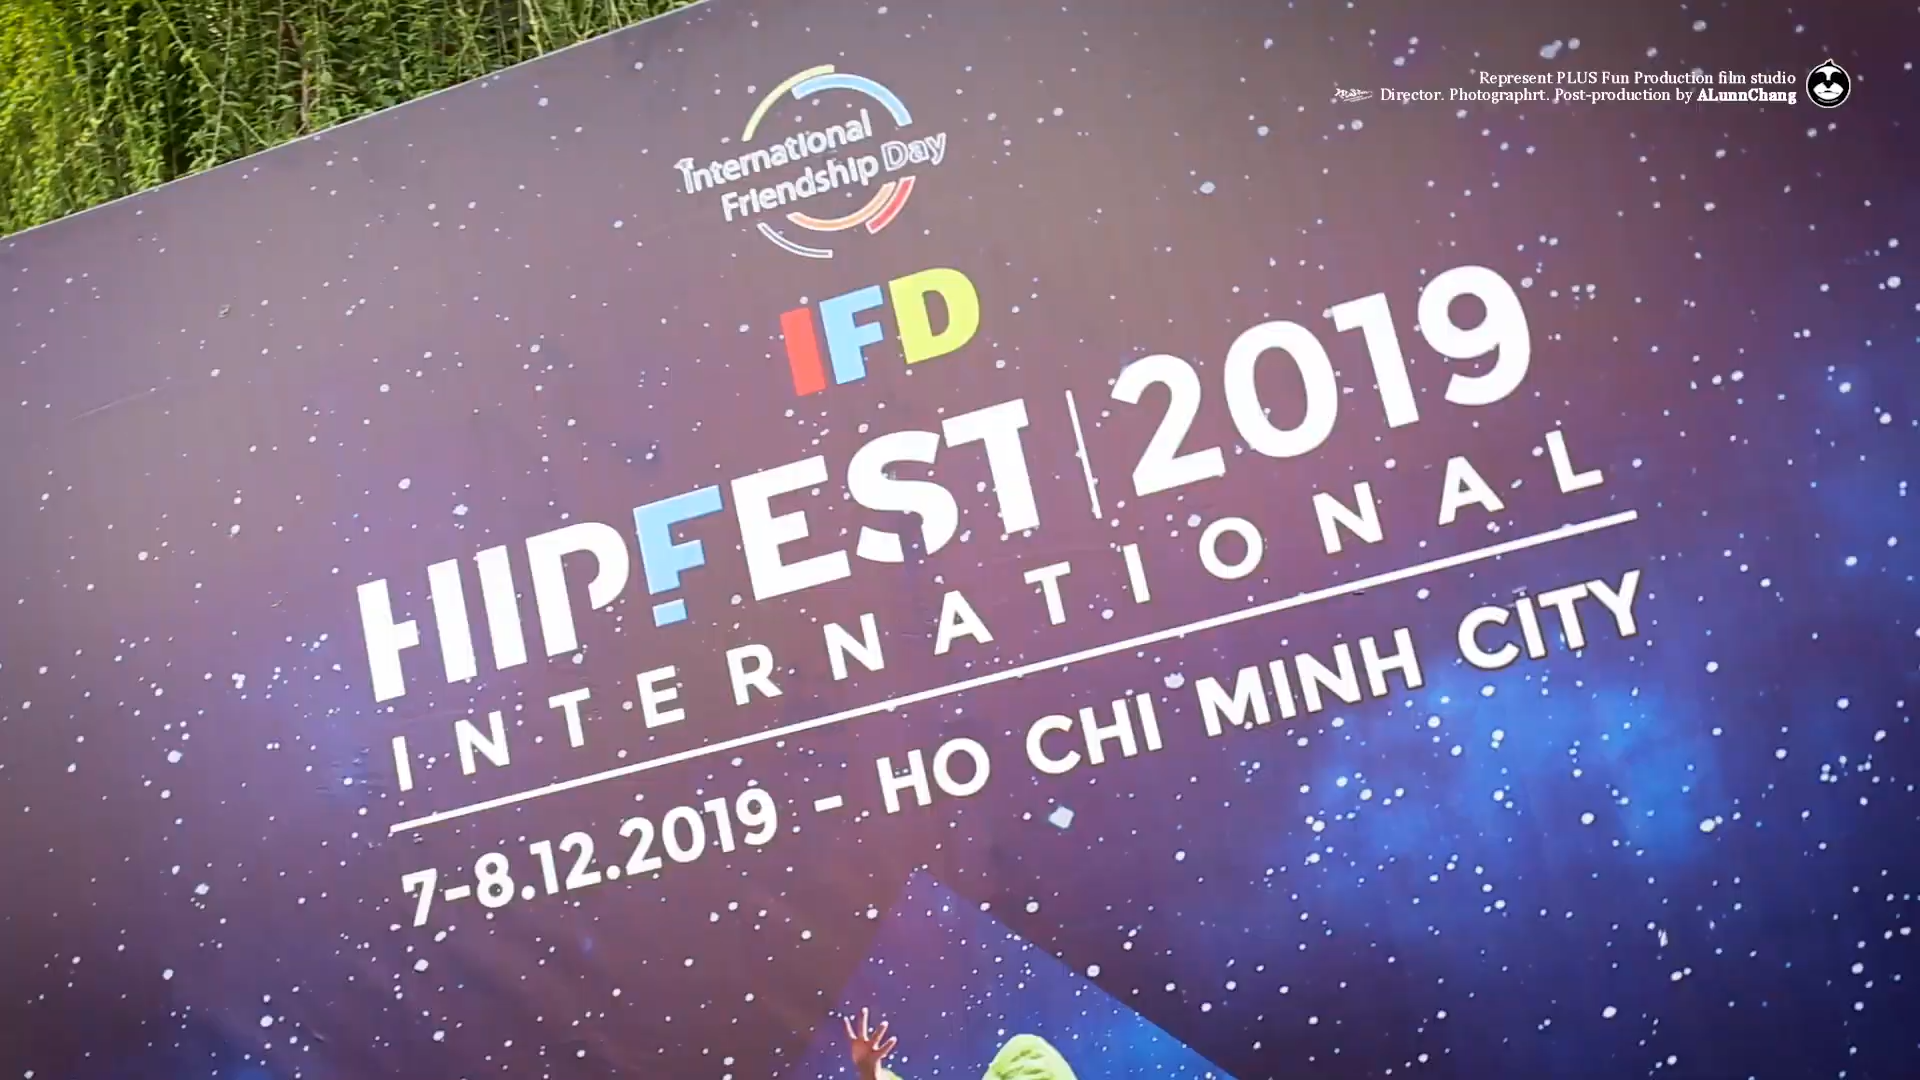 Represent PLUS Fun Production film studio
Director. Photographrt. Post-production by ALunnChang
International
Friendship Day
IFD
HIPFEST | 2019
INTERNATIONAL
7-8.12.2019 - HO CHI MINH CITY